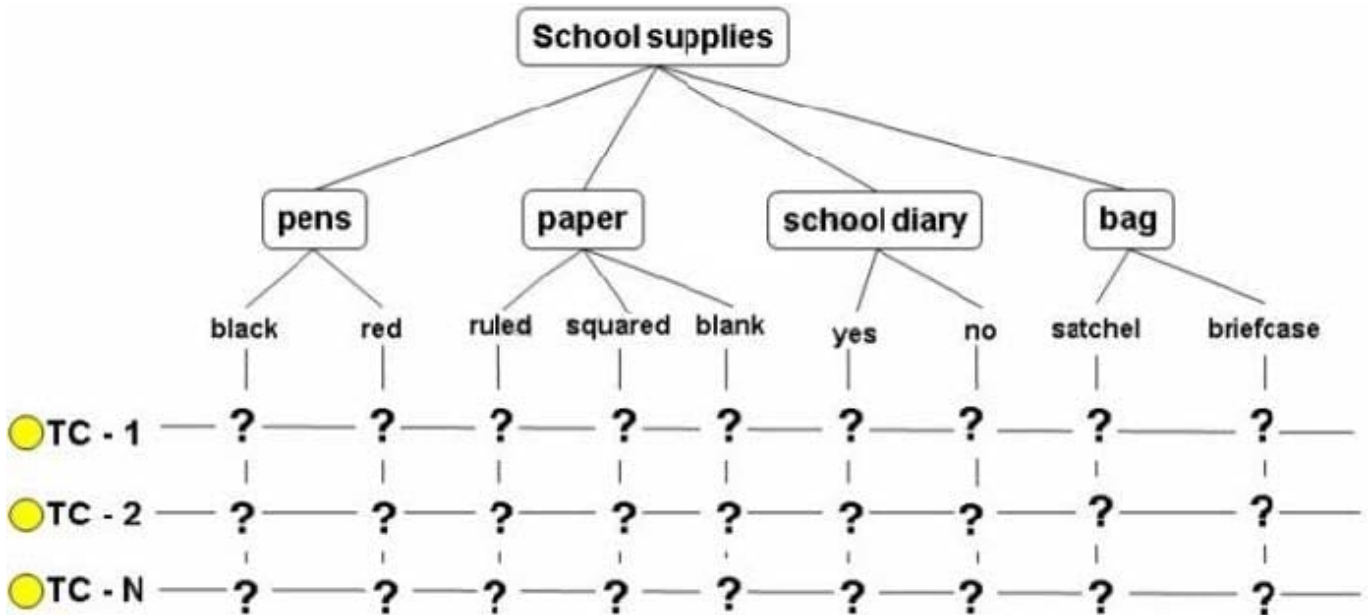 School supplies
pens paper school diary bag
black red ruled squared blank yes no satchel briefcase
TC - 1 ? ? ? ? ? ? ? ? ?
TC - 2 ? ? ? ? ? ? ? ? ?
TC - N ? ? ? ? ? ? ? ? ?